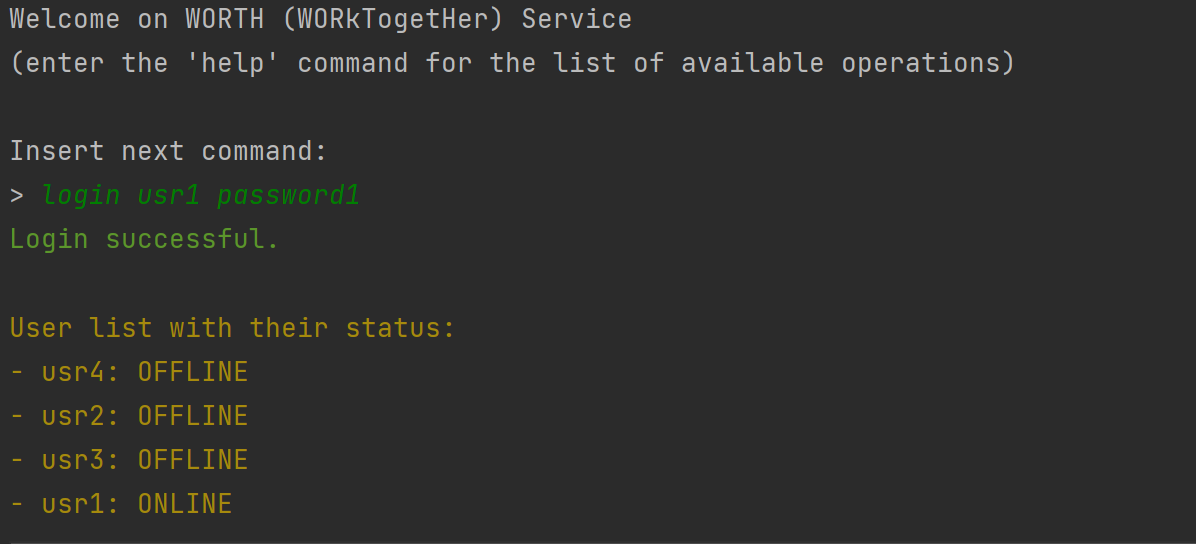 Welcome on WORTH (WORkTogetHer) Service
(enter the 'help' command for the list of available operations)
Insert next command:
> login usr1 password1
Login successful.
User list with their status:
- usr4: OFFLINE
- usr2: OFFLINE
- usr3: OFFLINE
- usr1: ONLINE